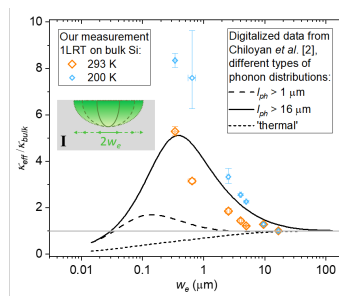 10
8
6
4
2
0
κeff/κbulk
Our measurement
1LRT on bulk Si:
293 K
200 K
Digitalized data from
Chiloyan et al. [2],
different types of
phonon distributions:
lph > 1 μm
lph > 16 μm
'thermal'
I
2we
0.01
0.1
1
10
100
we (μm)